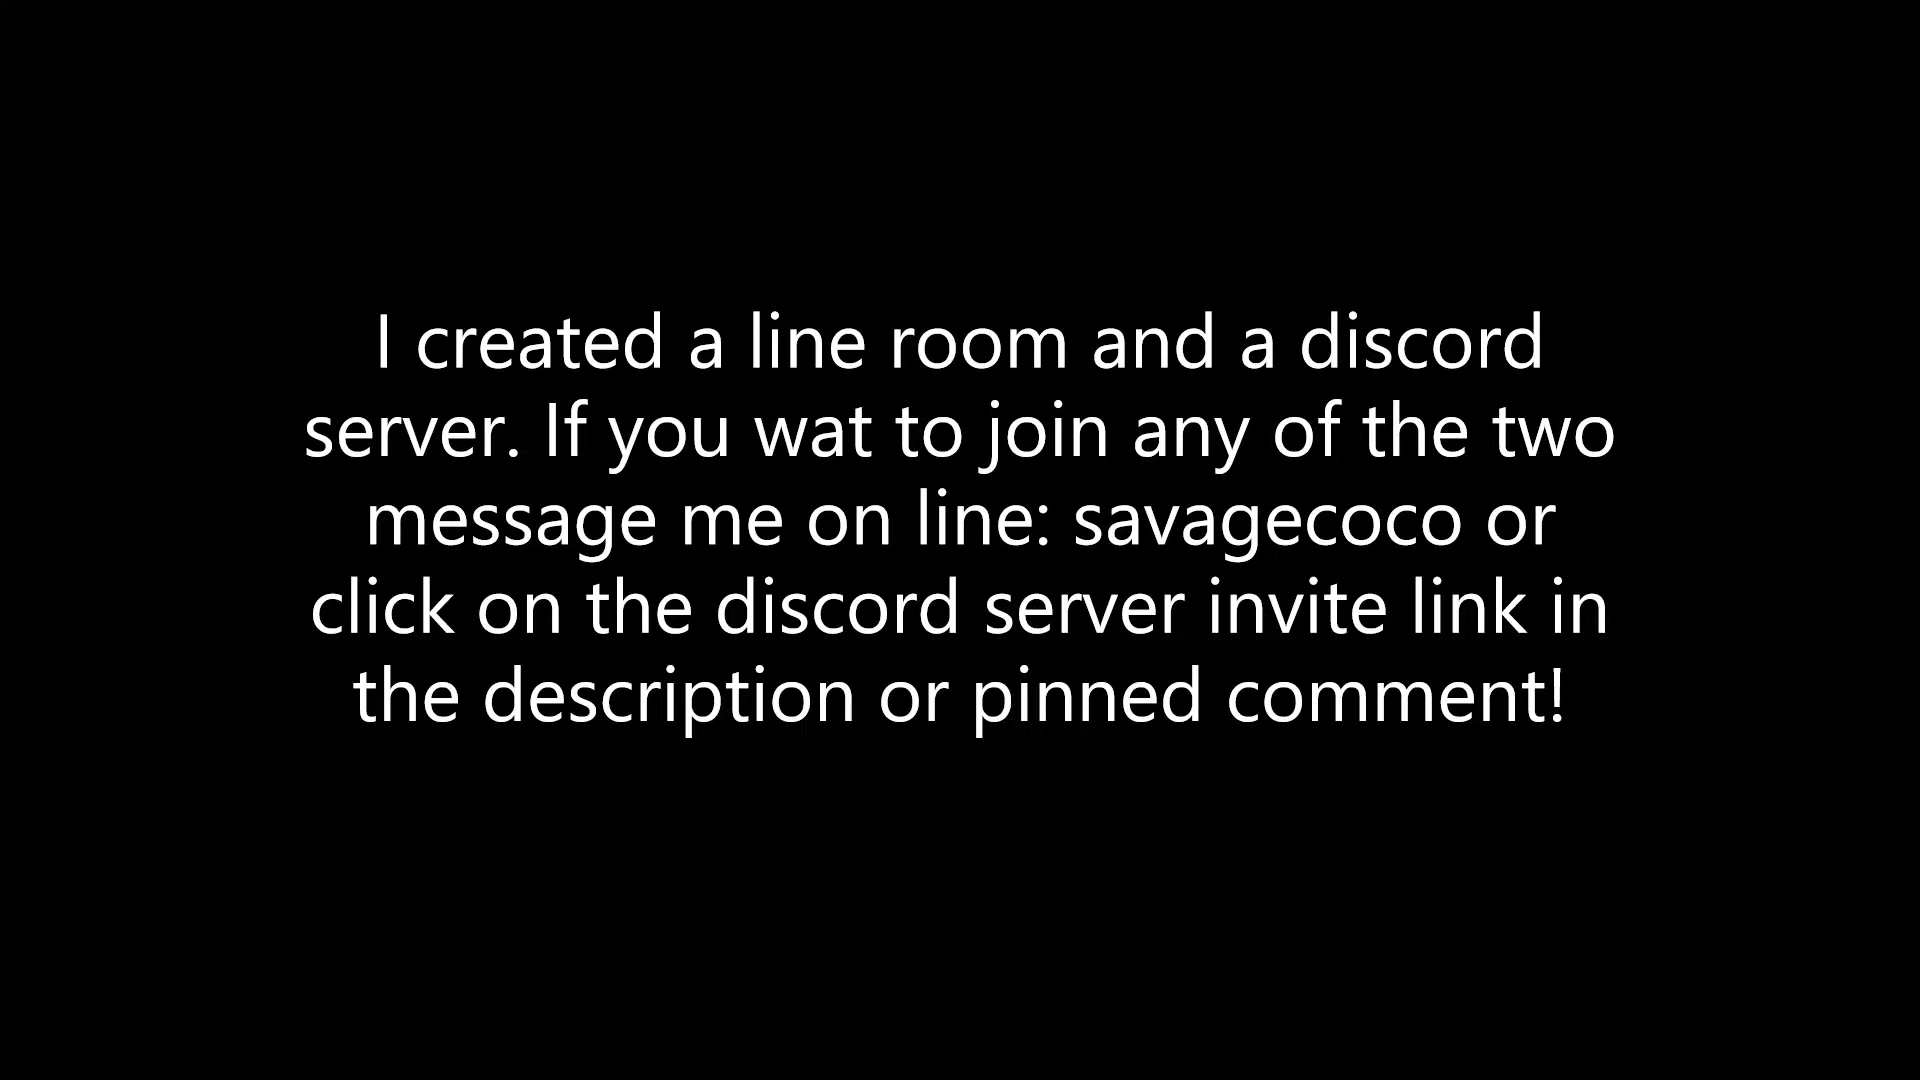 I created a line room and a discord
server. If you wat to join any of the two
message me on line: savagecoco or
click on the discord server invite link in
the description or pinned comment!